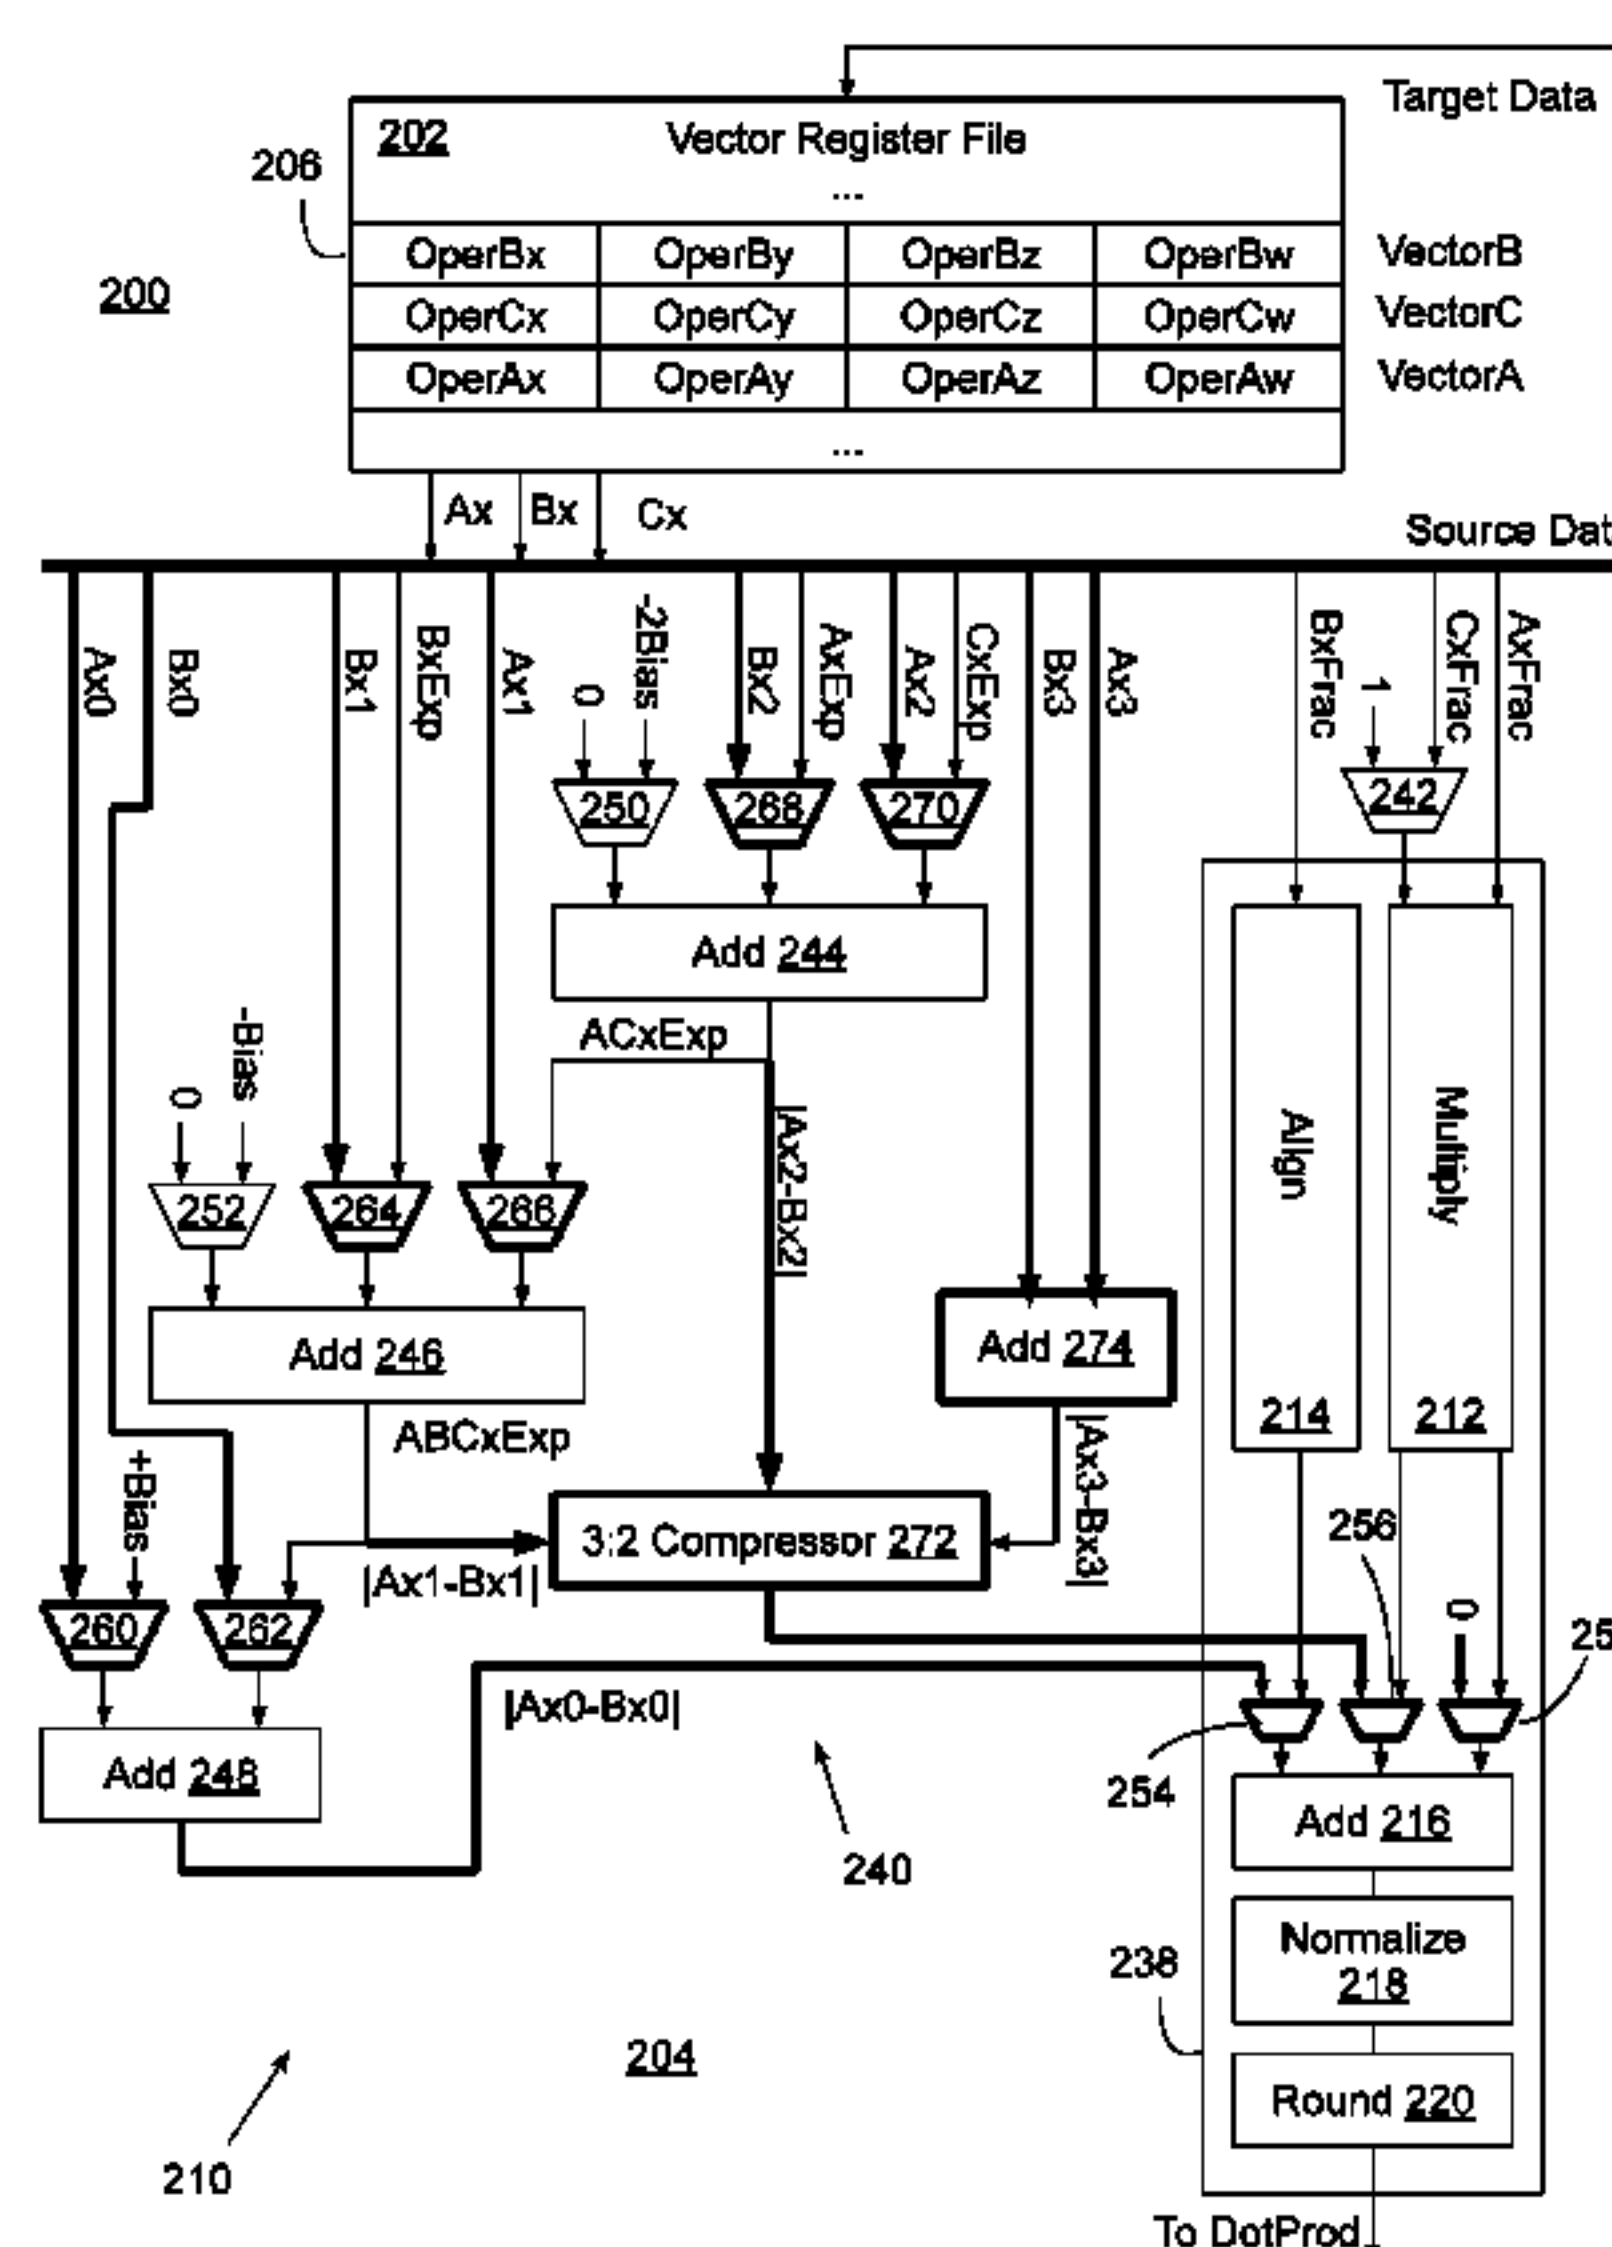 Target Data
202 Vector Register File
...
206
OperBx OperBy OperBz OperBw VectorB
200
OperCx OperCy OperCz OperCw VectorC
OperAx OperAy OperAz OperAw VectorA
...
Ax Bx Cx
Source Dat
Ax0
Bx0
Bx1
BxExp
Ax1
0
-2Bias
Bx2
AxExp
Ax2
CxExp
Bx3
Ax3
BxFrac
1
CxFrac
AxFrac
250 268 270 242
Add 244
ACxExp
0
-Bias
|Ax2-Bx2|
Align
Multiply
252 264 266
Add 246
Add 274
214 212
ABCxExp
+Bias
|Ax3-Bx3|
3:2 Compressor 272
256
|Ax1-Bx1|
0
260 262
25
|Ax0-Bx0|
Add 248
254
Add 216
240
Normalize
218
238
204
Round 220
210
To DotProd